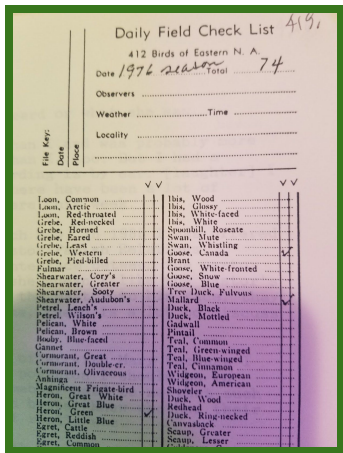 Daily Field Check List 419,
412 Birds of Eastern N. A.
Date 1976 season Total 74
Observers
Weather Time
Locality
File Key:
Date
Place
✓ ✓
Loon, Common
Loon, Arctic
Loon, Red-throated
Grebe, Red-necked
Grebe, Horned
Grebe, Eared
Grebe, Least
Grebe, Western
Grebe, Pied-billed
Fulmar
Shearwater, Cory's
Shearwater, Greater
Shearwater, Sooty
Shearwater, Audubon's
Petrel, Leach's
Petrel, Wilson's
Pelican, White
Pelican, Brown
Booby, Blue-faced
Gannet
Cormorant, Great
Cormorant, Double-cr.
Cormorant, Olivaceous
Anhinga
Magnificent Frigate-bird
Heron, Great White
Heron, Great Blue
Heron, Green ✓
Heron, Little Blue
Egret, Cattle
Egret, Reddish
Egret, Common
✓ ✓
Ibis, Wood
Ibis, Glossy
Ibis, White-faced
Ibis, White
Spoonbill, Roseate
Swan, Mute
Swan, Whistling
Goose, Canada ✓
Brant
Goose, White-fronted
Goose, Snow
Goose, Blue
Tree Duck, Fulvous
Mallard ✓
Duck, Black
Duck, Mottled
Gadwall
Pintail
Teal, Common
Teal, Green-winged
Teal, Blue-winged
Teal, Cinnamon
Widgeon, European
Widgeon, American
Shoveler
Duck, Wood
Redhead
Duck, Ring-necked
Canvasback
Scaup, Greater
Scaup, Lesser